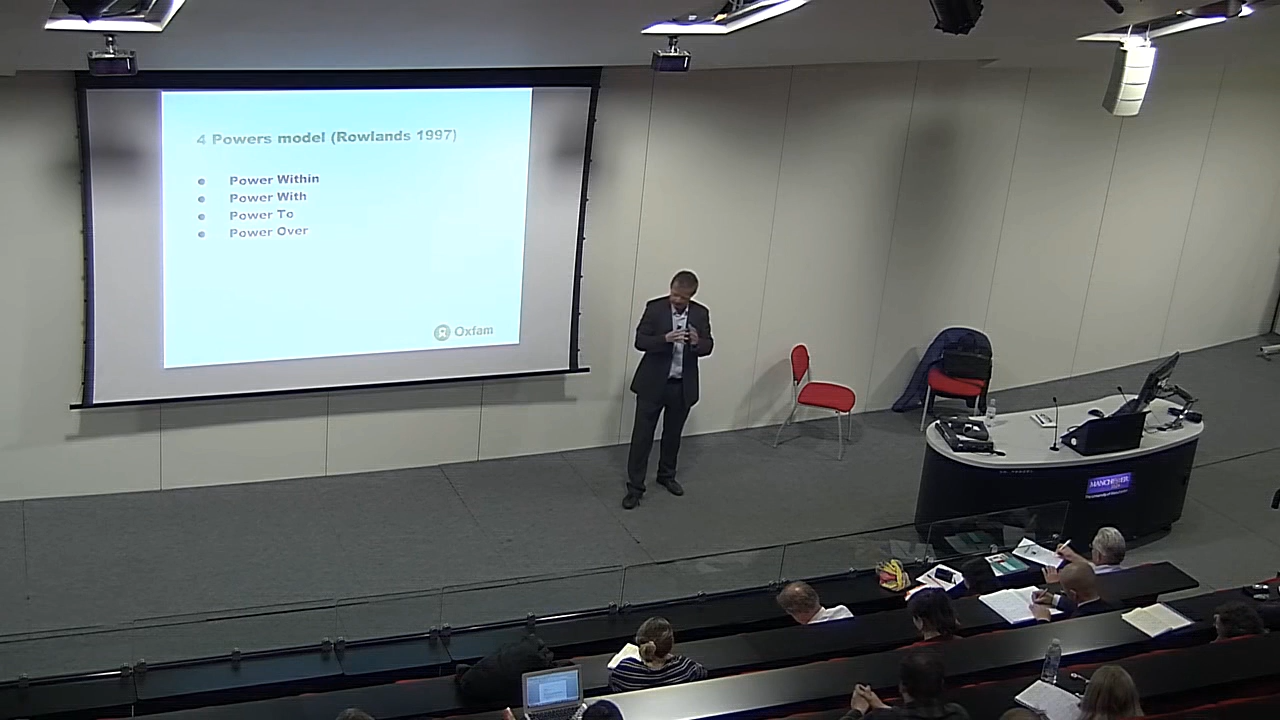 4 Powers model (Rowlands 1997)
● Power Within
● Power With
● Power To
● Power Over
Oxfam
MANCHESTER